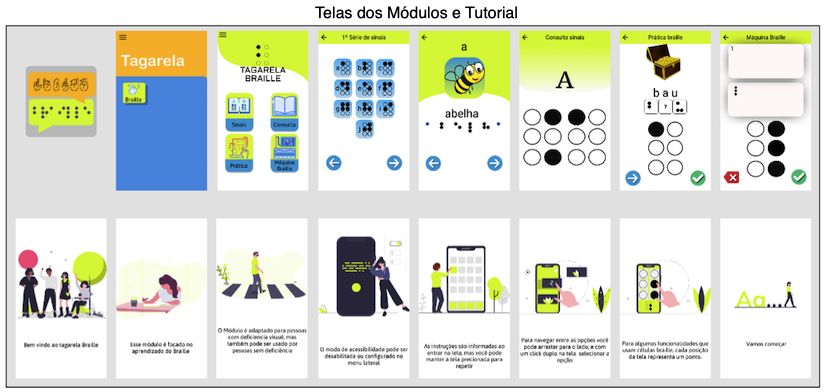 Telas dos Módulos e Tutorial
Tagarela
Braille
TAGARELA
BRAILLE
Sinais
Consulta
Prática
Máquina
Braille
1ª Série de sinais
a
b
c
d
e
f
g
h
i
j
a
abelha
Consulta sinais
A
Prática braille
b a u
?
Máquina Braille
1
Bem vindo ao tagarela Braille
Esse módulo é focado no
aprendizado do Braille
O Módulo é adaptado para pessoas
com deficiencia visual, mas
também pode ser usado por
pessoas sem deficiência
O modo de acessibilidade pode ser
desabilitada ou configurado no
menu lateral
As instruções são informadas ao
entrar na tela, mas você pode
manter a tela precionada para
repetir
Para navegar entre as opções você
pode arrastar para o lado, e com
um click duplo na tela selecionar a
opção
Para algumas funcionalidades que
usam células braille, cada posição
da tela representa um ponto.
Aa
Vamos começar